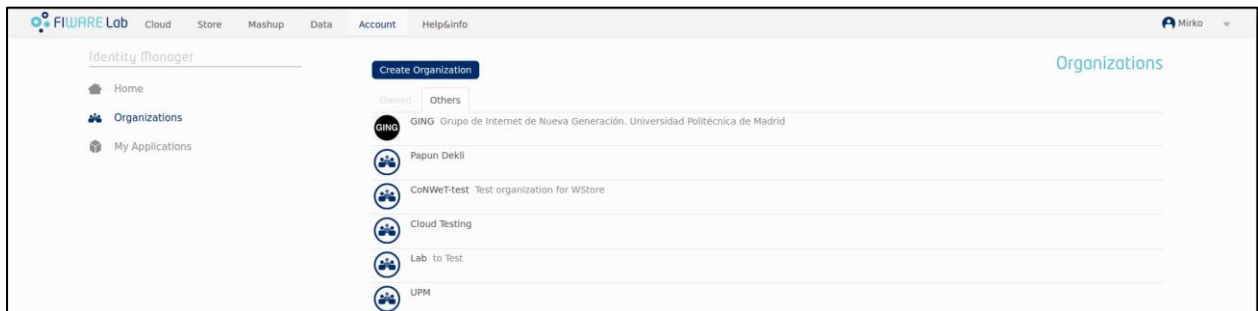 FIWARE Lab Cloud Store Mashup Data Account Help&info Mirko
Identity Manager
Organizations
Create Organization
Home
Owned Others
Organizations
GING GING Grupo de Internet de Nueva Generación. Universidad Politécnica de Madrid
My Applications
Papun Dekli
CoNWeT-test Test organization for WStore
Cloud Testing
Lab to Test
UPM